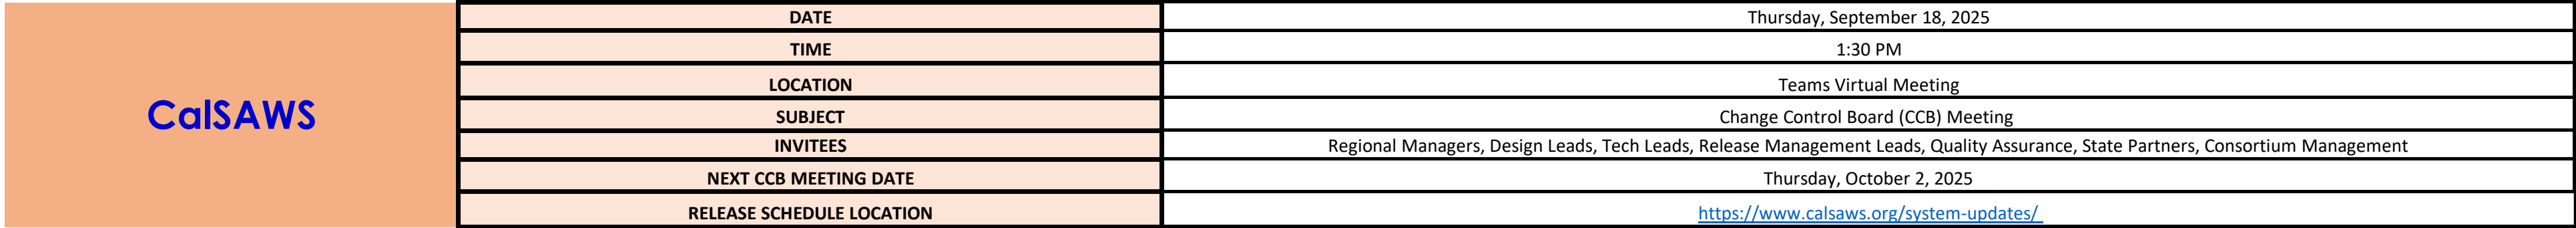 CalSAWS
DATE Thursday, September 18, 2025
TIME 1:30 PM
LOCATION Teams Virtual Meeting
SUBJECT Change Control Board (CCB) Meeting
INVITEES Regional Managers, Design Leads, Tech Leads, Release Management Leads, Quality Assurance, State Partners, Consortium Management
NEXT CCB MEETING DATE Thursday, October 2, 2025
RELEASE SCHEDULE LOCATION https://www.calsaws.org/system-updates/